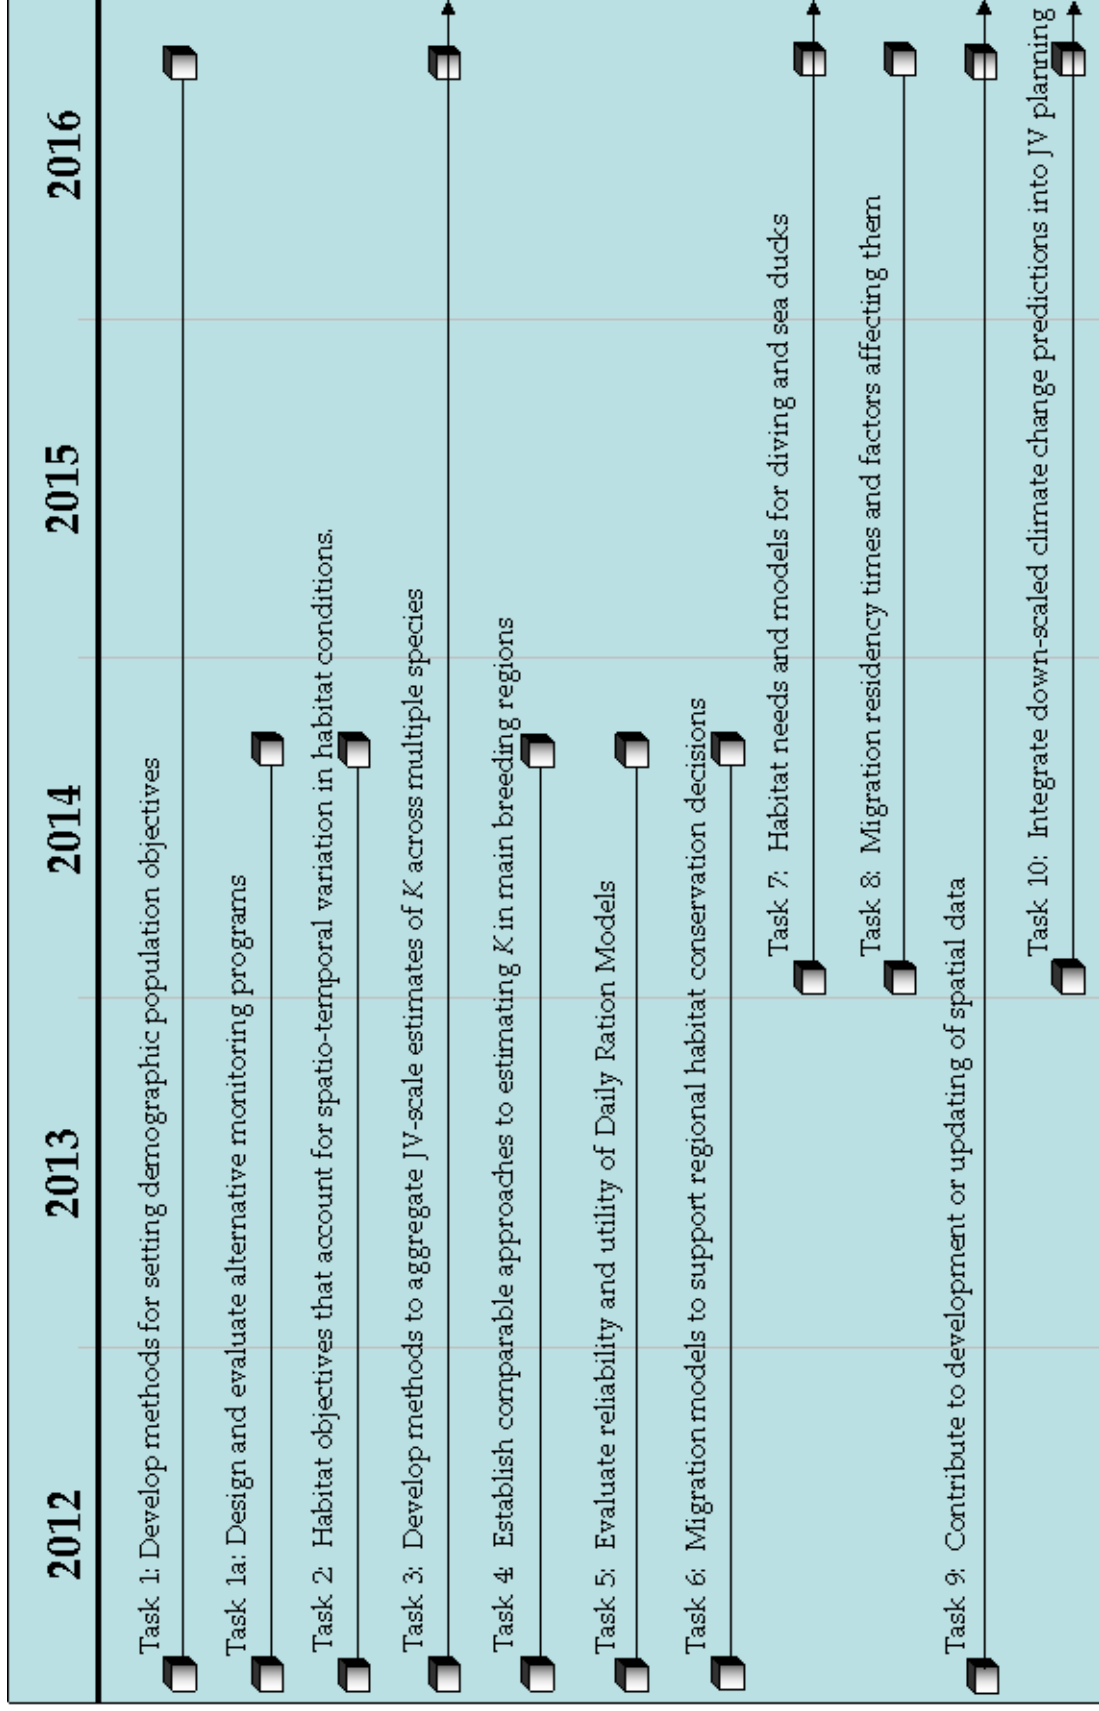 2012 2013 2014 2015 2016
Task 1: Develop methods for setting demographic population objectives
Task 1a: Design and evaluate alternative monitoring programs
Task 2: Habitat objectives that account for spatio-temporal variation in habitat conditions.
Task 3: Develop methods to aggregate JV-scale estimates of K across multiple species
Task 4: Establish comparable approaches to estimating K in main breeding regions
Task 5: Evaluate reliability and utility of Daily Ration Models
Task 6: Migration models to support regional habitat conservation decisions
Task 7: Habitat needs and models for diving and sea ducks
Task 8: Migration residency times and factors affecting them
Task 9: Contribute to development or updating of spatial data
Task 10: Integrate down-scaled climate change predictions into JV planning